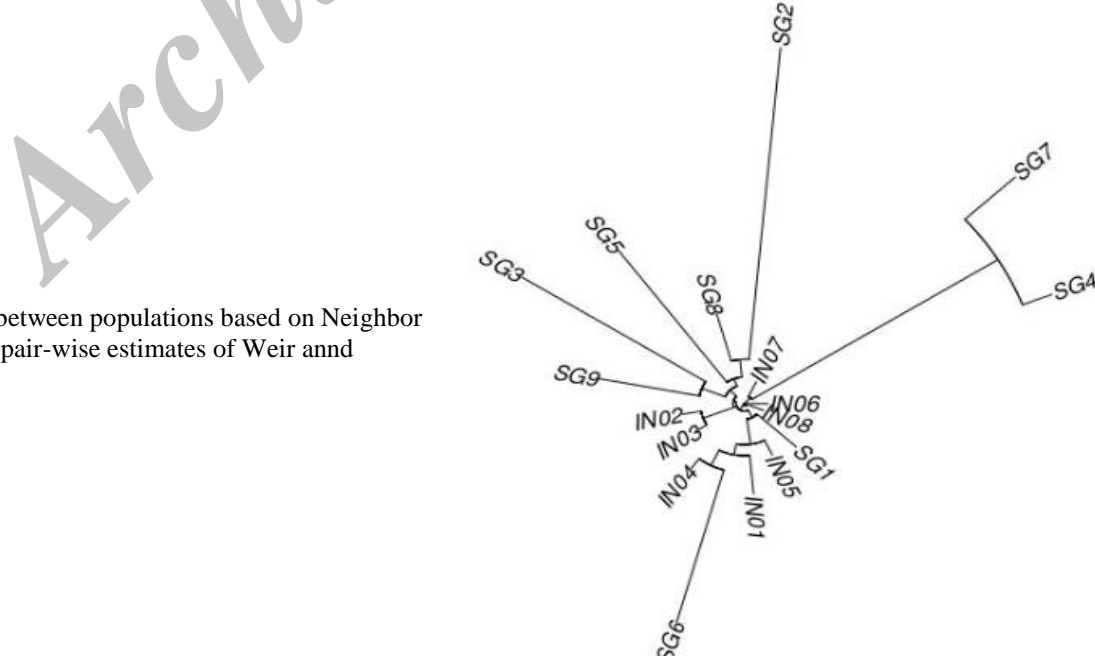 Arch
SG2
SG7
SG5
SG3
SG8
SG4
between populations based on Neighbor
pair-wise estimates of Weir annd
IN07
SG9
IN06
IN08
IN02
IN03
SG1
IN05
IN04
IN01
SG6